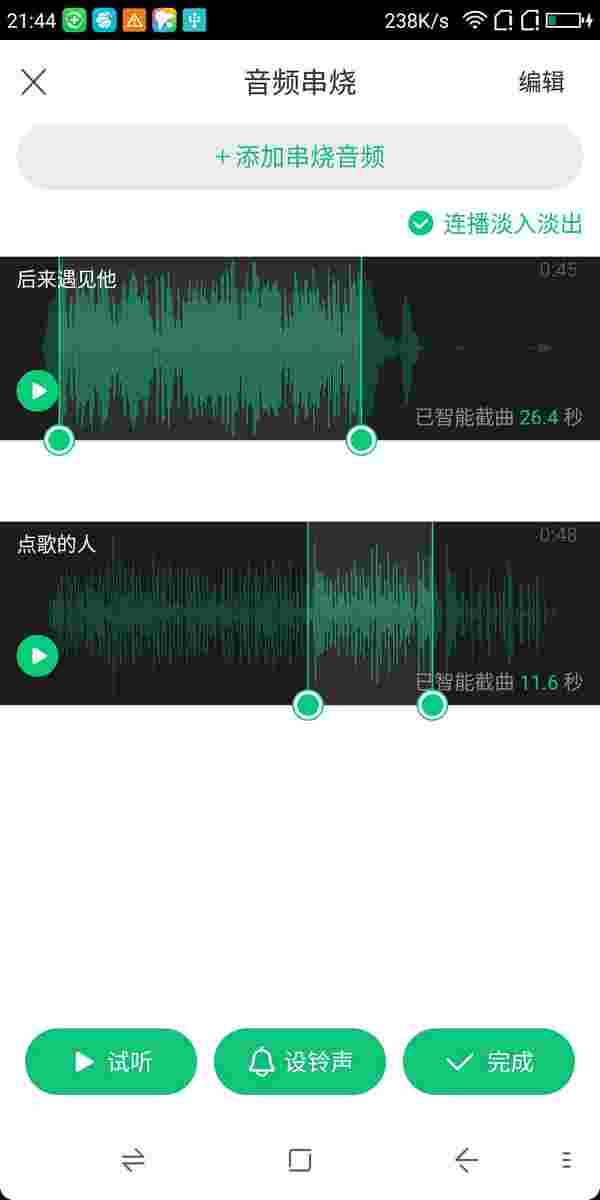 21:44 238K/s
音频串烧 编辑
+添加串烧音频
连播淡入淡出
后来遇见他 0:45
已智能截曲 26.4 秒
点歌的人 0:48
已智能截曲 11.6 秒
试听 设铃声 完成